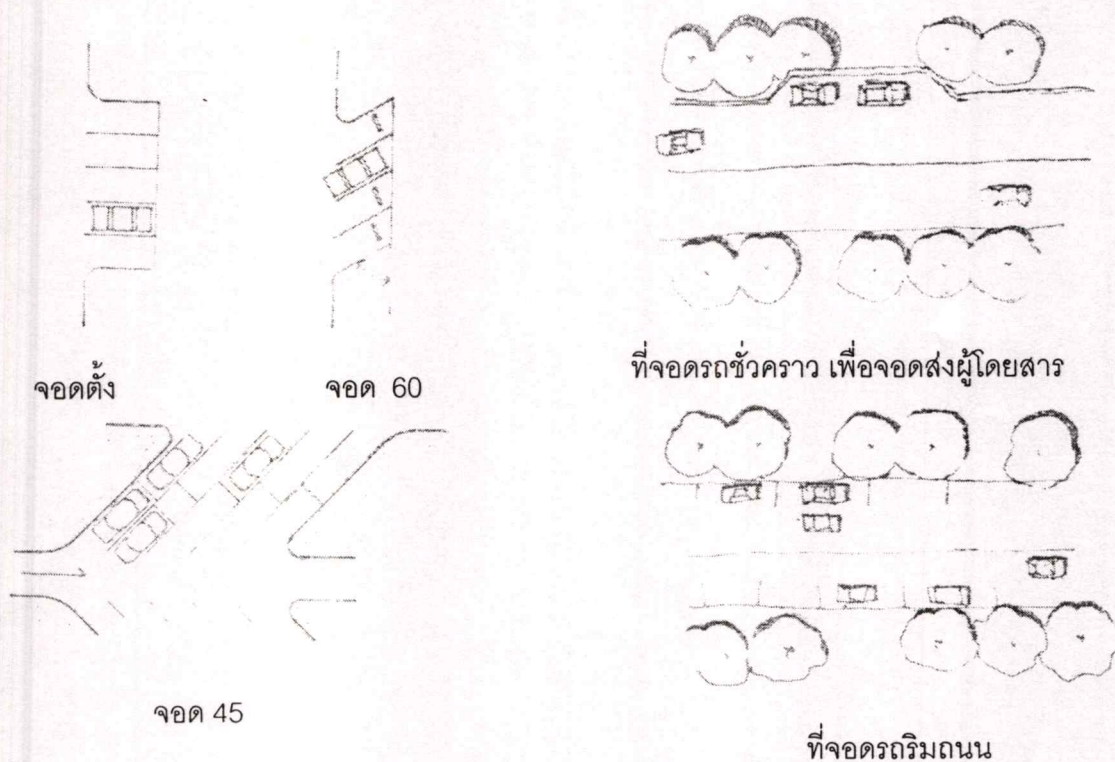 จอดตั้ง
จอด 60
ที่จอดรถชั่วคราว เพื่อจอดส่งผู้โดยสาร
จอด 45
ที่จอดรถริมถนน